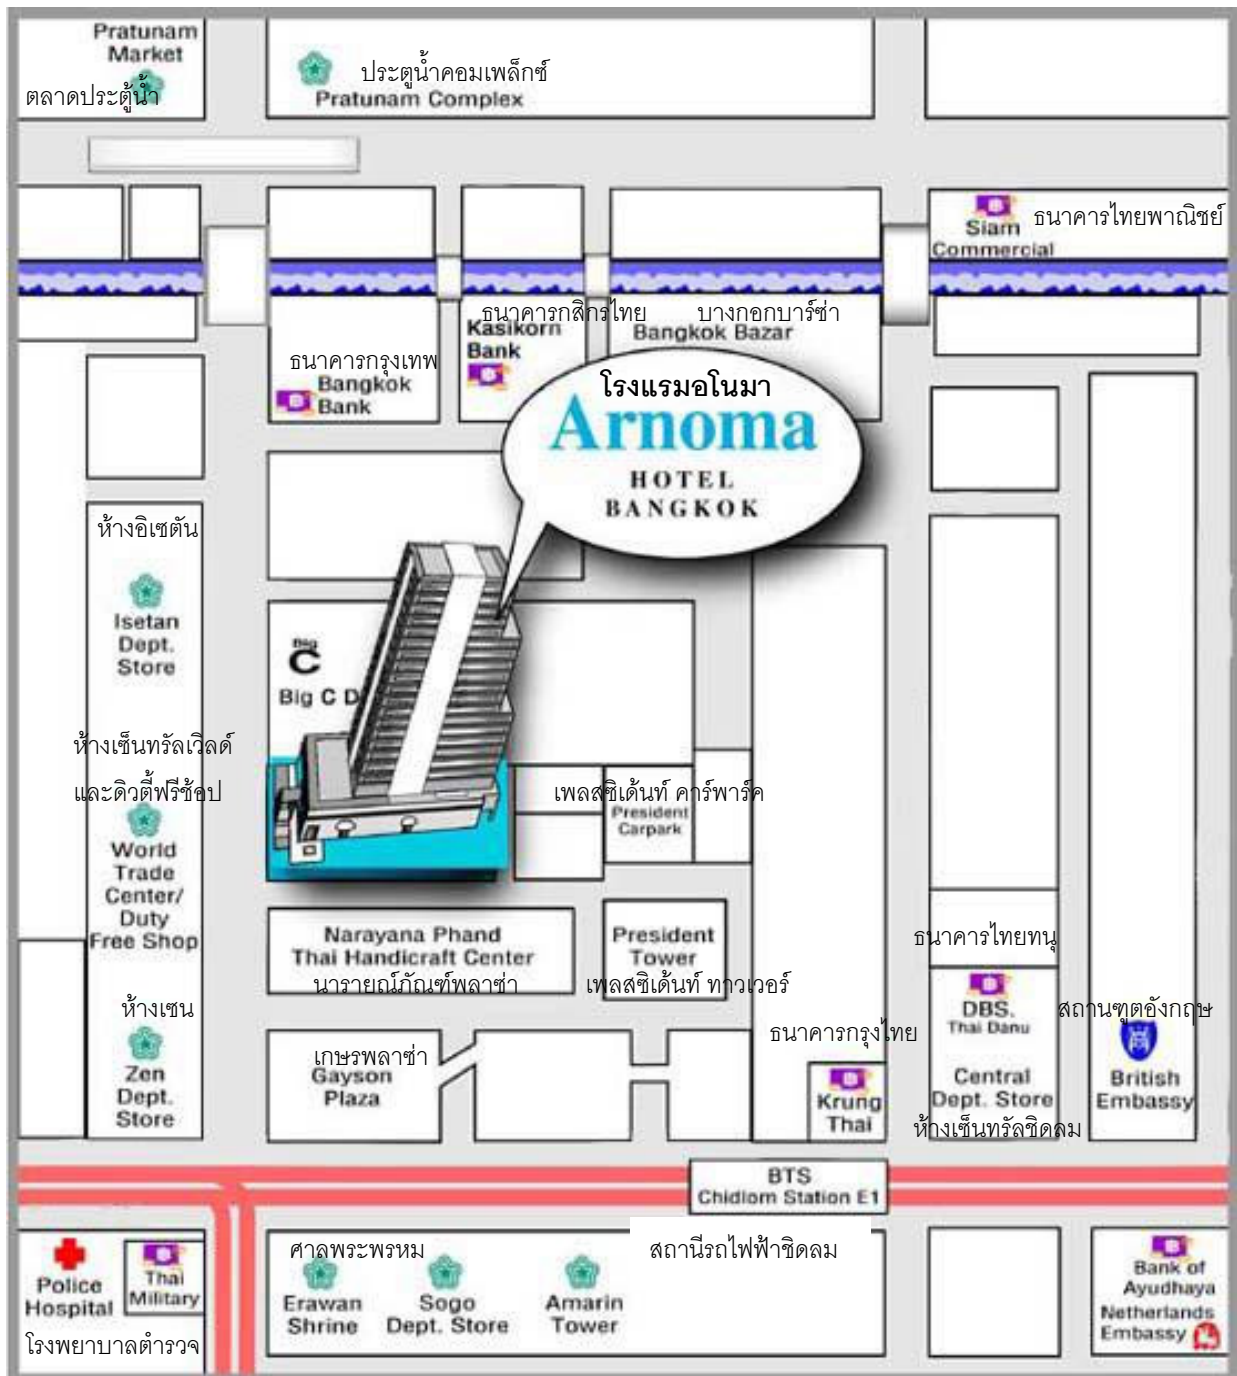 Pratunam
Market
ตลาดประตู้น้ำ
ประตูน้ำคอมเพล็กซ์
Pratunam Complex
Siam
Commercial
ธนาคารไทยพาณิชย์
ธนาคารกสิกรไทย
Kasikorn
Bank
บางกอกบาร์ซ่า
Bangkok Bazar
ธนาคารกรุงเทพ
Bangkok
Bank
โรงแรมอโนมา
Arnoma
HOTEL
BANGKOK
ห้างอิเซตัน
Isetan
Dept.
Store
Big
C
Big C D
ห้างเซ็นทรัลเวิลด์
และดิวตี้ฟรีช้อป
World
Trade
Center/
Duty
Free Shop
เพลสซิเด้นท์ คาร์พาร์ค
President
Carpark
Narayana Phand
Thai Handicraft Center
นารายณ์ภัณฑ์พลาซ่า
President
Tower
เพลสซิเด้นท์ ทาวเวอร์
ธนาคารไทยทนุ
DBS.
Thai Danu
สถานฑูตอังกฤษ
British
Embassy
ห้างเซน
Zen
Dept.
Store
เกษรพลาซ่า
Gayson
Plaza
ธนาคารกรุงไทย
Krung
Thai
Central
Dept. Store
ห้างเซ็นทรัลชิดลม
BTS
Chidlom Station E1
สถานีรถไฟฟ้าชิดลม
Police
Hospital
โรงพยาบาลตำรวจ
Thai
Military
ศาลพระพรหม
Erawan
Shrine
Sogo
Dept. Store
Amarin
Tower
Bank of
Ayudhaya
Netherlands
Embassy